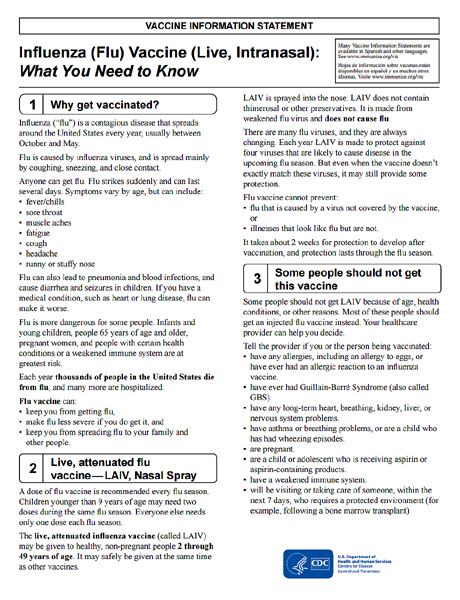 VACCINE INFORMATION STATEMENT
Influenza (Flu) Vaccine (Live, Intranasal):
What You Need to Know
Many Vaccine Information Statements are
available in Spanish and other languages.
See www.immunize.org/vis
Hojas de información sobre vacunas están
disponibles en español y en muchos otros
idiomas. Visite www.immunize.org/vis
1 Why get vaccinated?
Influenza (“flu”) is a contagious disease that spreads
around the United States every year, usually between
October and May.
Flu is caused by influenza viruses, and is spread mainly
by coughing, sneezing, and close contact.
Anyone can get flu. Flu strikes suddenly and can last
several days. Symptoms vary by age, but can include:
• fever/chills
• sore throat
• muscle aches
• fatigue
• cough
• headache
• runny or stuffy nose
Flu can also lead to pneumonia and blood infections, and
cause diarrhea and seizures in children. If you have a
medical condition, such as heart or lung disease, flu can
make it worse.
Flu is more dangerous for some people. Infants and
young children, people 65 years of age and older,
pregnant women, and people with certain health
conditions or a weakened immune system are at
greatest risk.
Each year thousands of people in the United States die
from flu, and many more are hospitalized.
Flu vaccine can:
• keep you from getting flu,
• make flu less severe if you do get it, and
• keep you from spreading flu to your family and
other people.
2 Live, attenuated flu
vaccine—LAIV, Nasal Spray
A dose of flu vaccine is recommended every flu season.
Children younger than 9 years of age may need two
doses during the same flu season. Everyone else needs
only one dose each flu season.
The live, attenuated influenza vaccine (called LAIV)
may be given to healthy, non-pregnant people 2 through
49 years of age. It may safely be given at the same time
as other vaccines.
LAIV is sprayed into the nose. LAIV does not contain
thimerosal or other preservatives. It is made from
weakened flu virus and does not cause flu
There are many flu viruses, and they are always
changing. Each year LAIV is made to protect against
four viruses that are likely to cause disease in the
upcoming flu season. But even when the vaccine doesn’t
exactly match these viruses, it may still provide some
protection.
Flu vaccine cannot prevent:
• flu that is caused by a virus not covered by the vaccine,
or
• illnesses that look like flu but are not.
It takes about 2 weeks for protection to develop after
vaccination, and protection lasts through the flu season.
3 Some people should not get
this vaccine
Some people should not get LAIV because of age, health
conditions, or other reasons. Most of these people should
get an injected flu vaccine instead. Your healthcare
provider can help you decide.
Tell the provider if you or the person being vaccinated:
• have any allergies, including an allergy to eggs, or
have ever had an allergic reaction to an influenza
vaccine.
• have ever had Guillain-Barré Syndrome (also called
GBS).
• have any long-term heart, breathing, kidney, liver, or
nervous system problems.
• have asthma or breathing problems, or are a child who
has had wheezing episodes.
• are pregnant.
• are a child or adolescent who is receiving aspirin or
aspirin-containing products.
• have a weakened immune system.
• will be visiting or taking care of someone, within the
next 7 days, who requires a protected environment (for
example, following a bone marrow transplant)
CDC
U.S. Department of
Health and Human Services
Centers for Disease
Control and Prevention